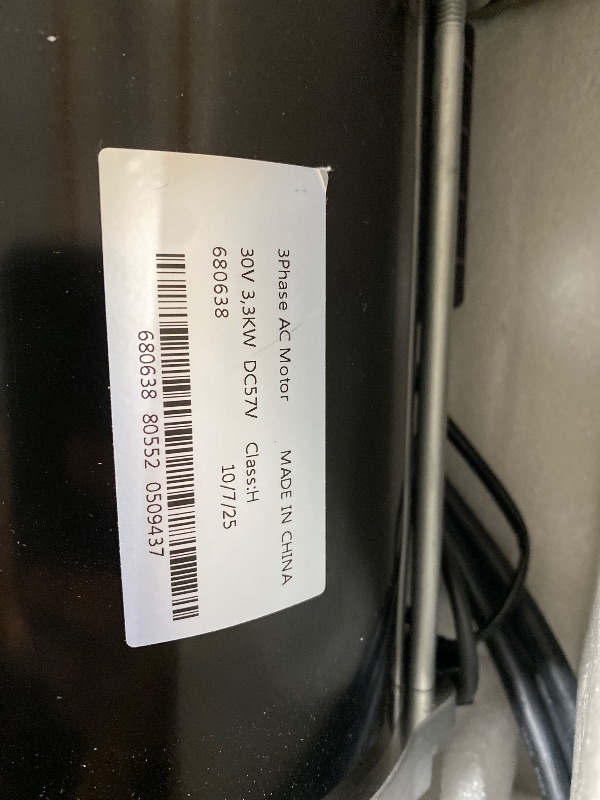 3Phase AC Motor MADE IN CHINA
30V 3,3KW DC57V Class:H
680638 10/7/25
680638 80552 0509437